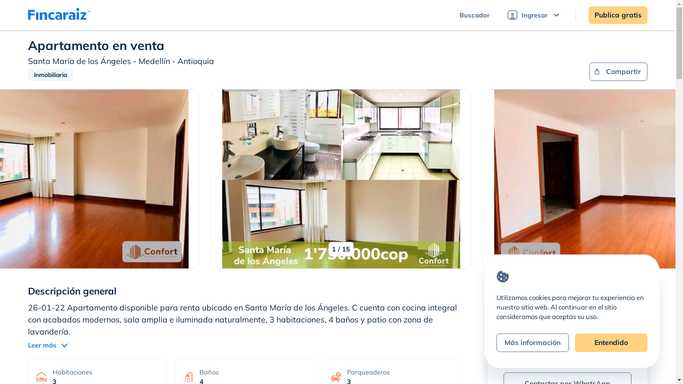 Fincaraiz
Buscador
Ingresar
Publica gratis
Apartamento en venta
Santa María de los Ángeles - Medellín - Antioquia
Inmobiliaria
Compartir
Confort
Santa María
de los Ángeles
1 / 15
Confort
Confort
Descripción general
26-01-22 Apartamento disponible para renta ubicado en Santa María de los Ángeles. C cuenta con cocina integral
con acabados modernos, sala amplia e iluminada naturalmente, 3 habitaciones, 4 baños y patio con zona de
lavandería.
Leer más
Habitaciones
3
Baños
4
Parqueaderos
3
Utilizamos cookies para mejorar tu experiencia en
nuestro sitio web. Al continuar en el sitio
consideramos que aceptas su uso.
Más información
Entendido
Contactar por WhatsApp